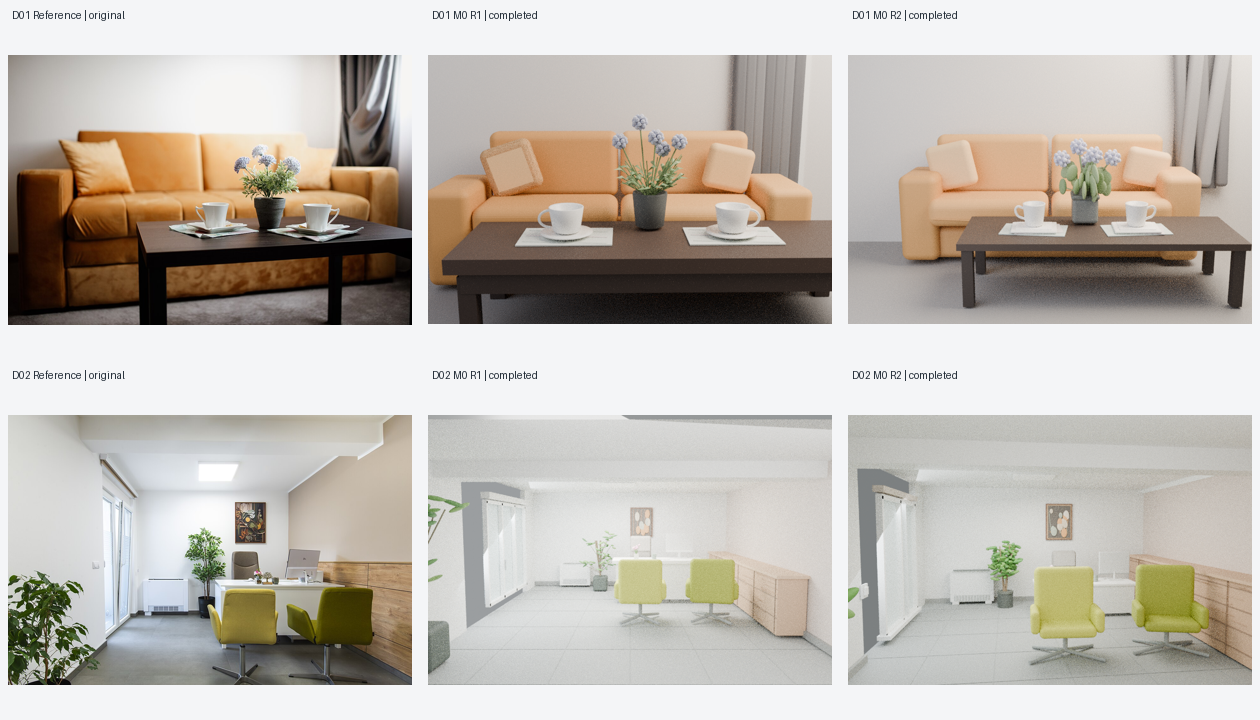 D01 Reference | original
D01 M0 R1 | completed
D01 M0 R2 | completed
D02 Reference | original
D02 M0 R1 | completed
D02 M0 R2 | completed